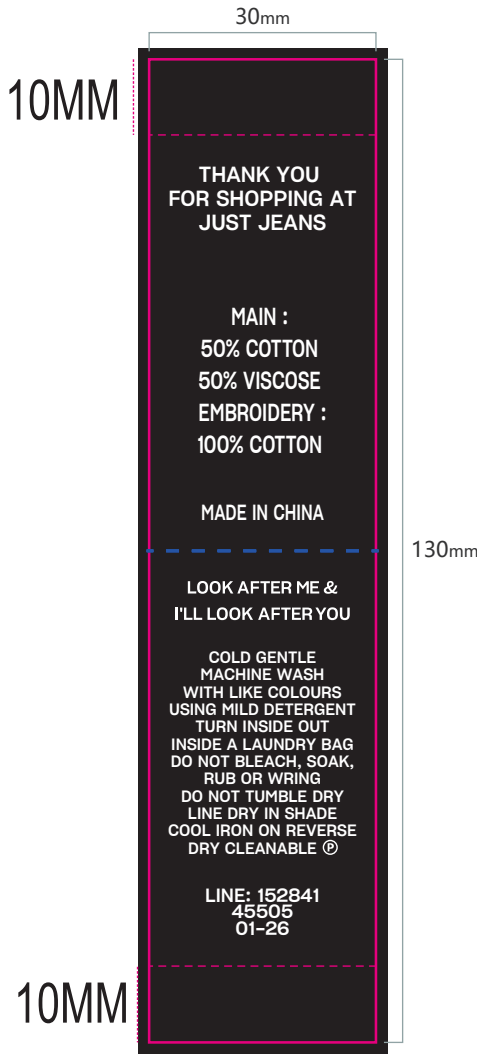 30mm
10MM
THANK YOU
FOR SHOPPING AT
JUST JEANS
MAIN :
50% COTTON
50% VISCOSE
EMBROIDERY :
100% COTTON
MADE IN CHINA
130mm
LOOK AFTER ME &
I'LL LOOK AFTER YOU
COLD GENTLE
MACHINE WASH
WITH LIKE COLOURS
USING MILD DETERGENT
TURN INSIDE OUT
INSIDE A LAUNDRY BAG
DO NOT BLEACH, SOAK,
RUB OR WRING
DO NOT TUMBLE DRY
LINE DRY IN SHADE
COOL IRON ON REVERSE
DRY CLEANABLE Ⓟ
LINE: 152841
45505
01-26
10MM